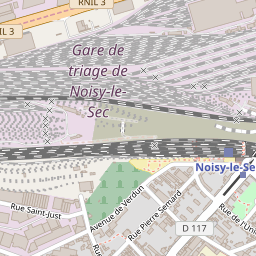 RNIL 3
RNIL 3
Gare de
triage de
Noisy-le-
Sec
Noisy-le-Se
Avenue de Verdun
Rue Saint-Just
Rue Pierre Sémard
D 117
Rue de l'Uni